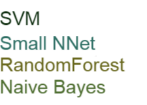 SVM
Small NNet
RandomForest
Naive Bayes